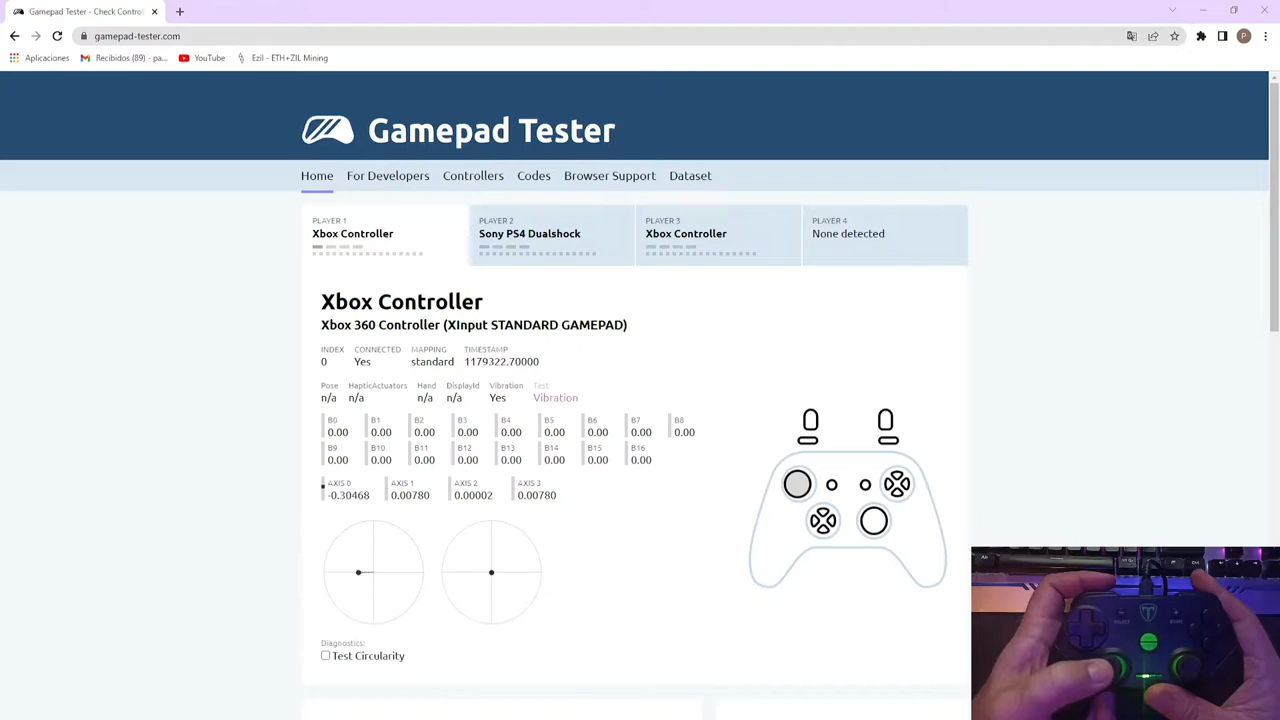 Gamepad Tester - Check Control
gamepad-tester.com
Aplicaciones
Recibidos (89) - pa...
YouTube
Ezil - ETH+ZIL Mining
P
Gamepad Tester
Home
For Developers
Controllers
Codes
Browser Support
Dataset
PLAYER 1
Xbox Controller
PLAYER 2
Sony PS4 Dualshock
PLAYER 3
Xbox Controller
PLAYER 4
None detected
Xbox Controller
Xbox 360 Controller (XInput STANDARD GAMEPAD)
INDEX CONNECTED MAPPING TIMESTAMP
0 Yes standard 1179322.70000
Pose HapticActuators Hand DisplayId Vibration Test
n/a n/a n/a n/a Yes Vibration
B0 B1 B2 B3 B4 B5 B6 B7 B8
0.00 0.00 0.00 0.00 0.00 0.00 0.00 0.00 0.00
B9 B10 B11 B12 B13 B14 B15 B16
0.00 0.00 0.00 0.00 0.00 0.00 0.00 0.00
AXIS 0 AXIS 1 AXIS 2 AXIS 3
-0.30468 0.00780 0.00002 0.00780
Diagnostics:
Test Circularity
SELECT
START